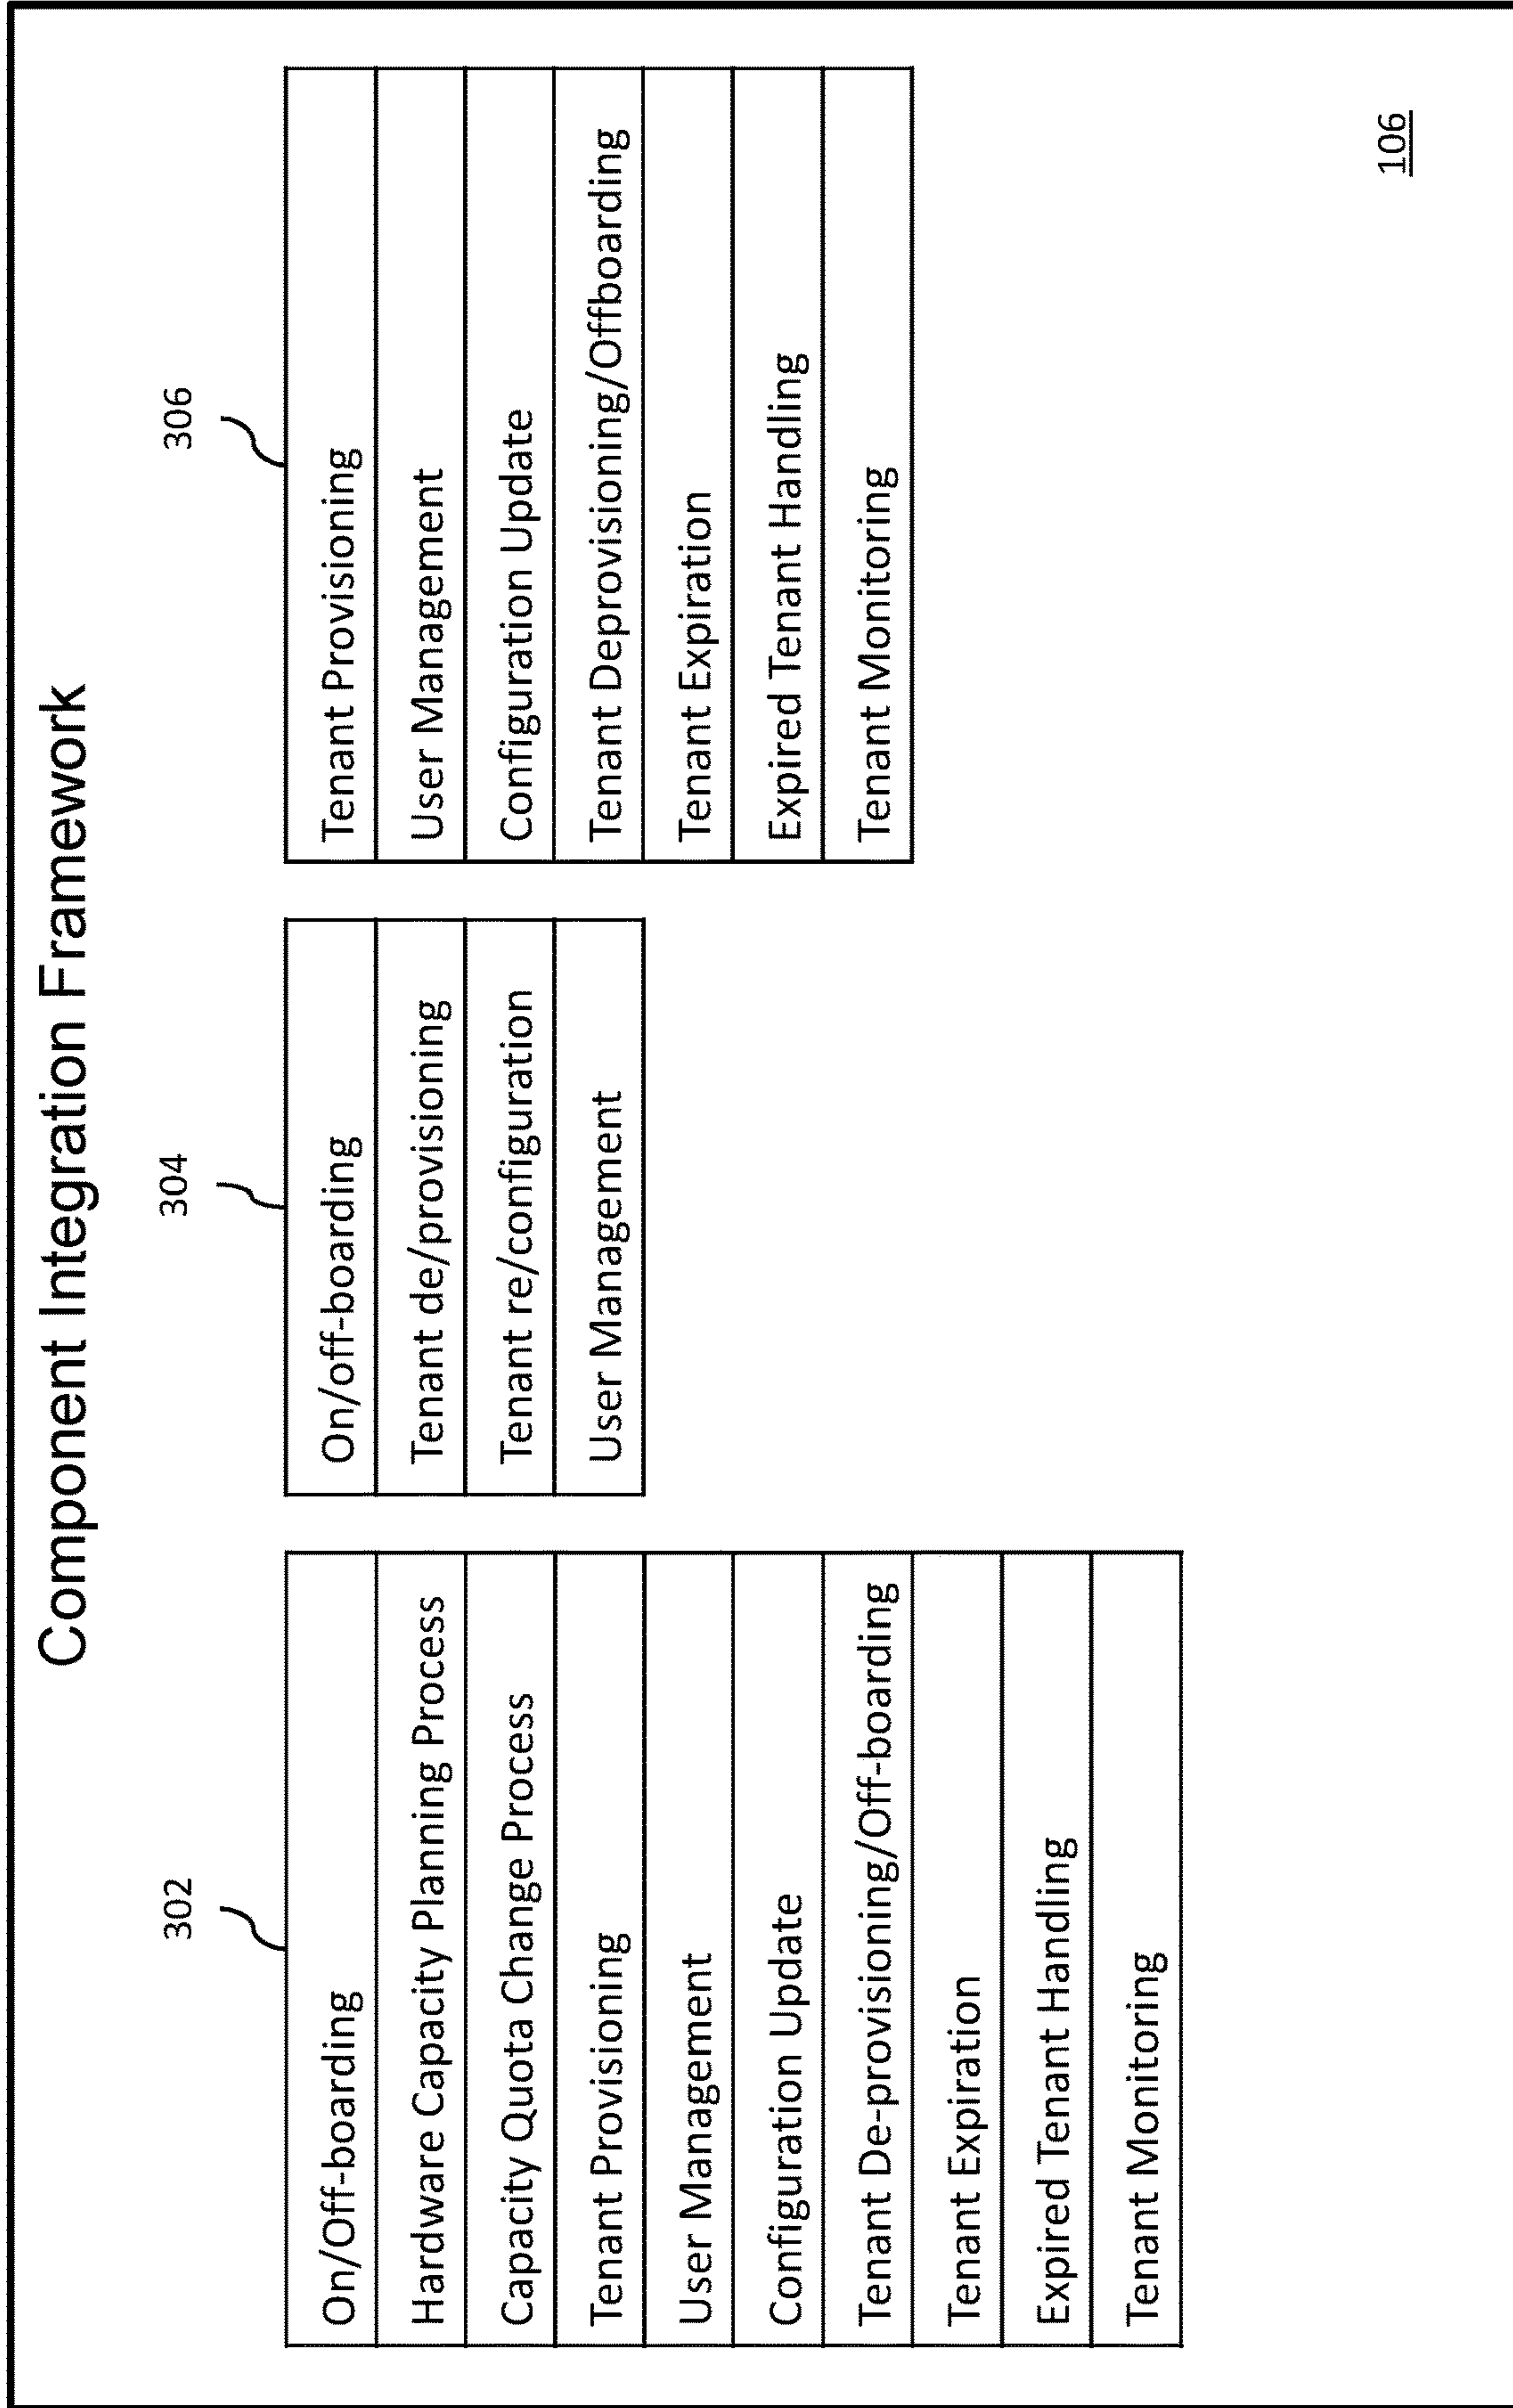 Component Integration Framework
302
On/Off-boarding
Hardware Capacity Planning Process
Capacity Quota Change Process
Tenant Provisioning
User Management
Configuration Update
Tenant De-provisioning/Off-boarding
Tenant Expiration
Expired Tenant Handling
Tenant Monitoring
304
On/off-boarding
Tenant de/provisioning
Tenant re/configuration
User Management
306
Tenant Provisioning
User Management
Configuration Update
Tenant Deprovisioning/Offboarding
Tenant Expiration
Expired Tenant Handling
Tenant Monitoring
106